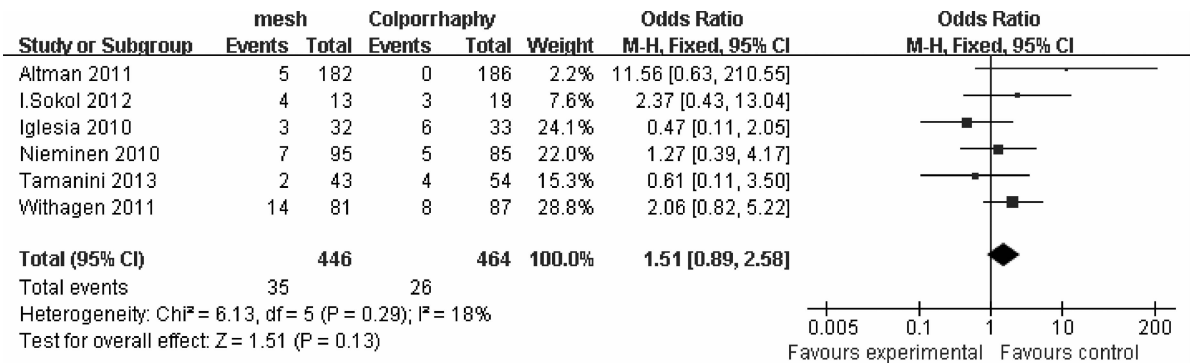 mesh Colporrhaphy Odds Ratio Odds Ratio
Study or Subgroup Events Total Events Total Weight M-H, Fixed, 95% CI M-H, Fixed, 95% CI
Altman 2011 5 182 0 186 2.2% 11.56 [0.63, 210.55]
I.Sokol 2012 4 13 3 19 7.6% 2.37 [0.43, 13.04]
Iglesia 2010 3 32 6 33 24.1% 0.47 [0.11, 2.05]
Nieminen 2010 7 95 5 85 22.0% 1.27 [0.39, 4.17]
Tamanini 2013 2 43 4 54 15.3% 0.61 [0.11, 3.50]
Withagen 2011 14 81 8 87 28.8% 2.06 [0.82, 5.22]
Total (95% CI) 446 464 100.0% 1.51 [0.89, 2.58]
Total events 35 26
Heterogeneity: Chi² = 6.13, df = 5 (P = 0.29); I² = 18%
Test for overall effect: Z = 1.51 (P = 0.13)
0.005 0.1 1 10 200
Favours experimental Favours control